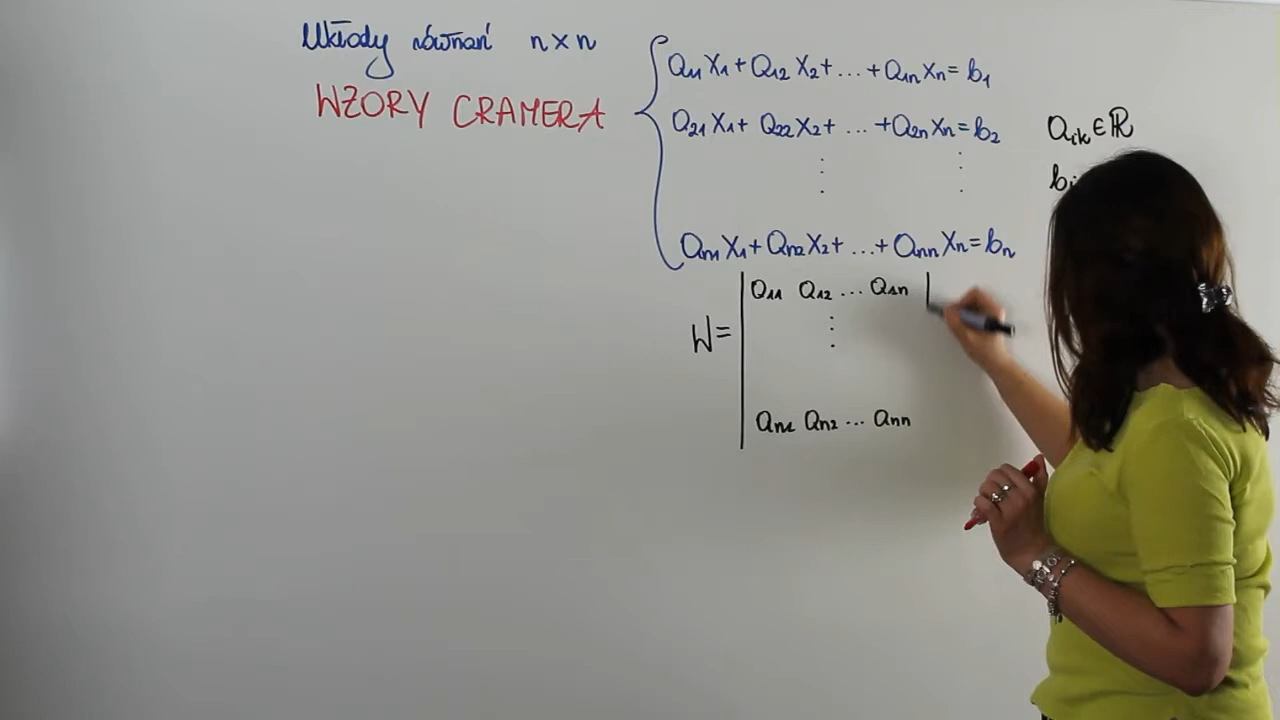 Układy równań n×n
WZORY CRAMERA
a₁₁x₁+a₁₂x₂+...+a₁ₙxₙ=b₁
a₂₁x₁+a₂₂x₂+...+a₂ₙxₙ=b₂
⋮ ⋮
aₙ₁x₁+aₙ₂x₂+...+aₙₙxₙ=bₙ
aᵢₖ∈ℝ
bᵢ
W=
|a₁₁ a₁₂ ... a₁ₙ|
⋮
aₙ₁ aₙ₂ ... aₙₙ